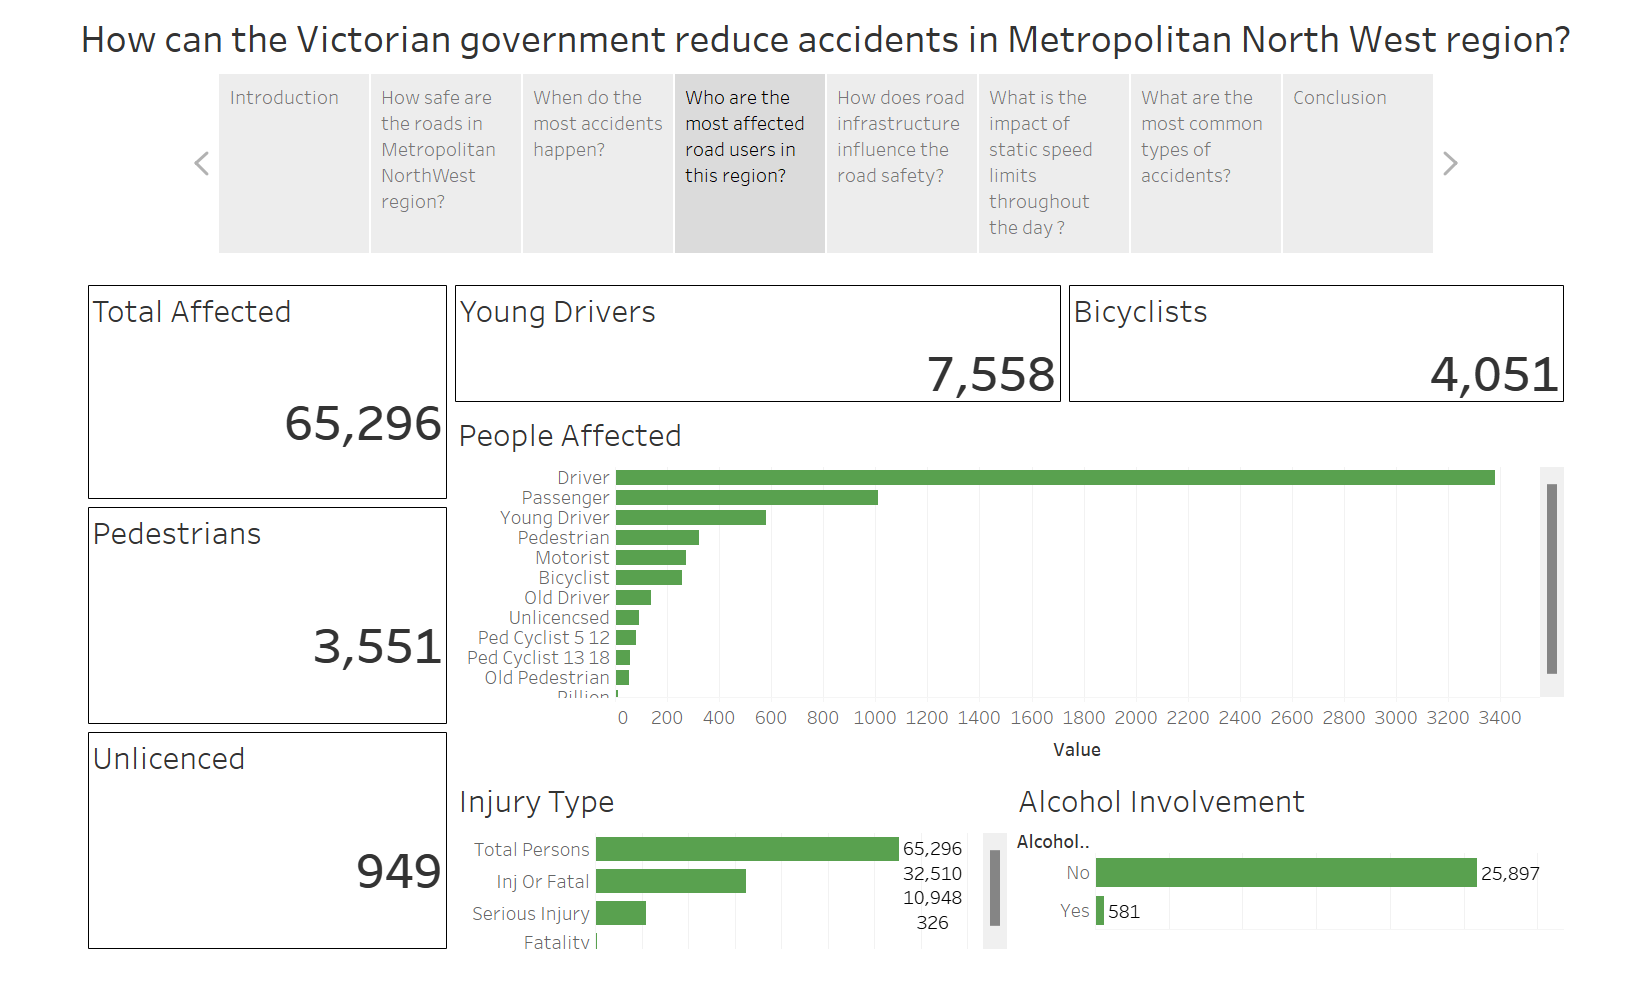 How can the Victorian government reduce accidents in Metropolitan North West region?
Introduction
How safe are
the roads in
Metropolitan
NorthWest
region?
When do the
most accidents
happen?
Who are the
most affected
road users in
this region?
How does road
infrastructure
influence the
road safety?
What is the
impact of
static speed
limits
throughout
the day ?
What are the
most common
types of
accidents?
Conclusion
Total Affected
65,296
Young Drivers
7,558
Bicyclists
4,051
Pedestrians
3,551
Unlicenced
949
People Affected
Driver
Passenger
Young Driver
Pedestrian
Motorist
Bicyclist
Old Driver
Unlicencsed
Ped Cyclist 5 12
Ped Cyclist 13 18
Old Pedestrian
Pillion
0 200 400 600 800 1000 1200 1400 1600 1800 2000 2200 2400 2600 2800 3000 3200 3400
Value
Injury Type
Total Persons 65,296
Inj Or Fatal 32,510
Serious Injury 10,948
Fatality 326
Alcohol Involvement
Alcohol..
No 25,897
Yes 581